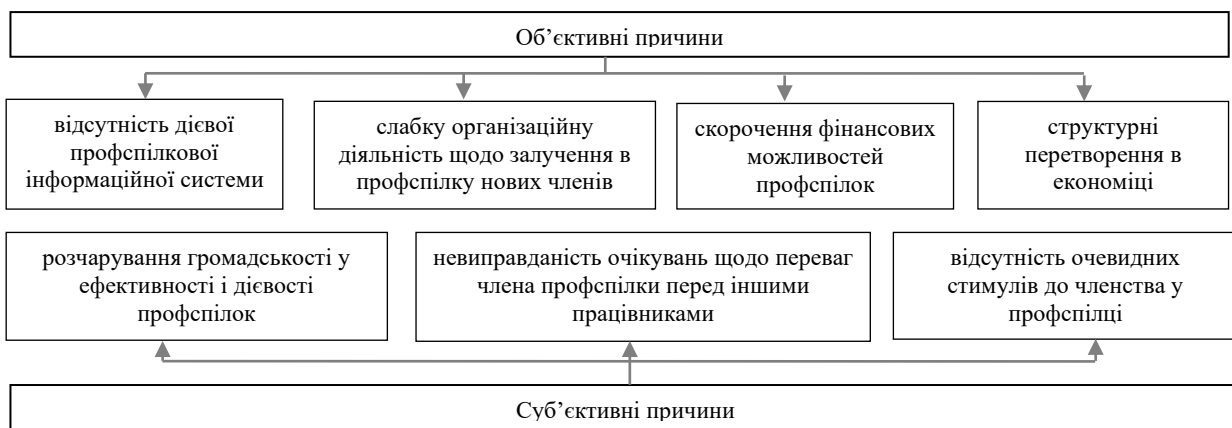 Об’єктивні причини
відсутність дієвої
профспілкової
інформаційної системи
слабку організаційну
діяльність щодо залучення в
профспілку нових членів
скорочення фінансових
можливостей
профспілок
структурні
перетворення в
економіці
розчарування громадськості у
ефективності і дієвості
профспілок
невиправданість очікувань щодо переваг
члена профспілки перед іншими
працівниками
відсутність очевидних
стимулів до членства у
профспілці
Суб’єктивні причини